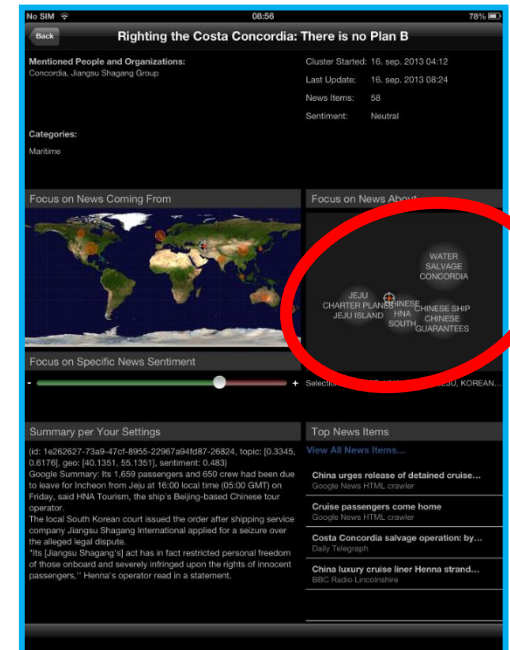 No SIM 08:56 78%
Back
Righting the Costa Concordia: There is no Plan B
Mentioned People and Organizations:
Concordia, Jiangsu Shagang Group
Cluster Started: 16. sep. 2013 04:12
Last Update: 16. sep. 2013 08:24
News Items: 58
Sentiment: Neutral
Categories:
Maritime
Focus on News Coming From
Focus on News About
WATER
SALVAGE
CONCORDIA
JEJU
CHARTER PLANES
JEJU ISLAND
CHINESE
HNA
SOUTH
CHINESE SHIP
CHINESE
GUARANTEES
Focus on Specific News Sentiment
- +
JEJU, KOREAN...
Summary per Your Settings
(id: 1e262627-73a9-47cf-8955-22967a94fd87-26824, topic: [0.3345,
0.6176], geo: [40.1351, 55.1351], sentiment: 0.483)
Google Summary: Its 1,659 passengers and 650 crew had been due
to leave for Incheon from Jeju at 16:00 local time (05:00 GMT) on
Friday, said HNA Tourism, the ship's Beijing-based Chinese tour
operator.
The local South Korean court issued the order after shipping service
company Jiangsu Shagang International applied for a seizure over
the alleged legal dispute.
"Its [Jiangsu Shagang's] act has in fact restricted personal freedom
of those onboard and severely infringed upon the rights of innocent
passengers,'' Henna's operator read in a statement.
Top News Items
View All News Items...
China urges release of detained cruise...
Google News HTML crawler
Cruise passengers come home
Google News HTML crawler
Costa Concordia salvage operation: by...
Daily Telegraph
China luxury cruise liner Henna strand...
BBC Radio Lincolnshire